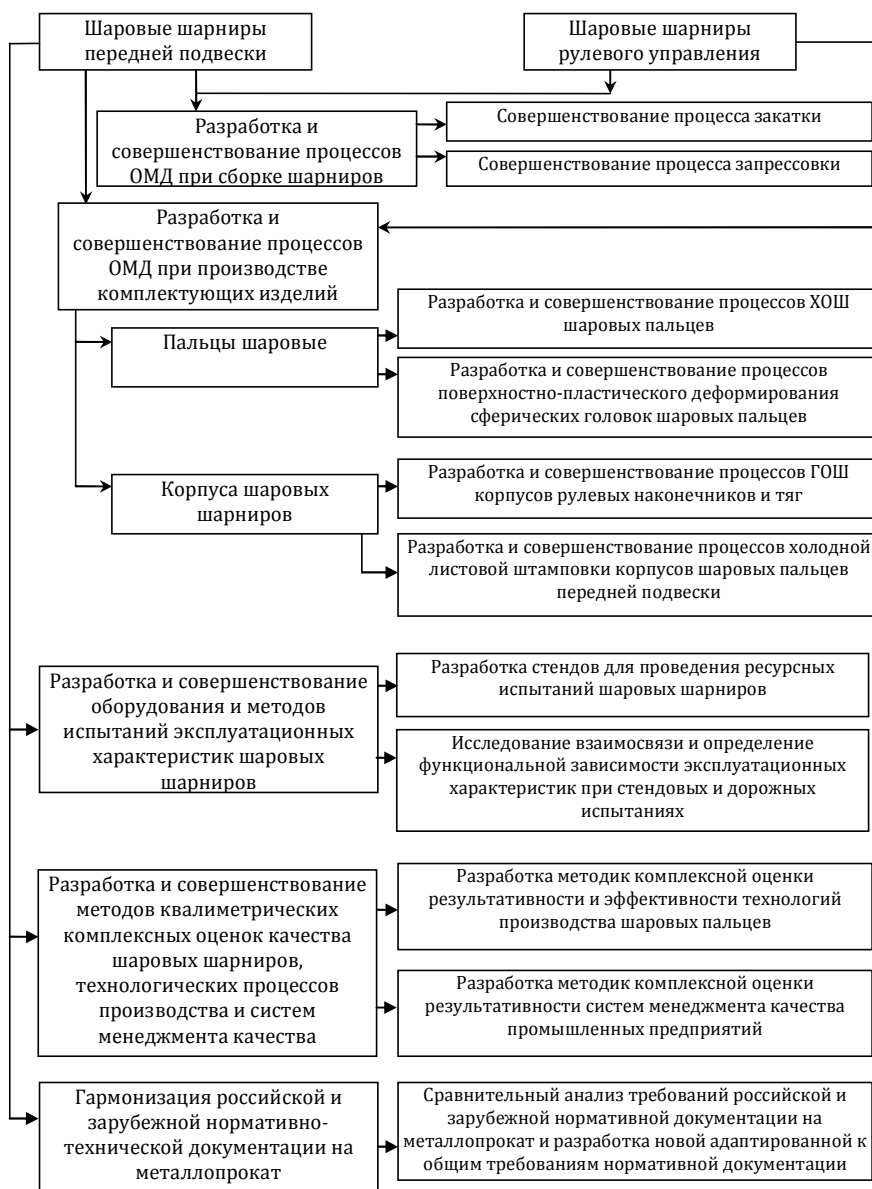 Шаровые шарниры
передней подвески
Шаровые шарниры
рулевого управления
Разработка и
совершенствование процессов
ОМД при сборке шарниров
Совершенствование процесса закатки
Совершенствование процесса запрессовки
Разработка и
совершенствование процессов
ОМД при производстве
комплектующих изделий
Пальцы шаровые
Разработка и совершенствование процессов ХОШ
шаровых пальцев
Разработка и совершенствование процессов
поверхностно-пластического деформирования
сферических головок шаровых пальцев
Корпуса шаровых
шарниров
Разработка и совершенствование процессов ГОШ
корпусов рулевых наконечников и тяг
Разработка и совершенствование процессов холодной
листовой штамповки корпусов шаровых пальцев
передней подвески
Разработка и совершенствование
оборудования и методов
испытаний эксплуатационных
характеристик шаровых
шарниров
Разработка стендов для проведения ресурсных
испытаний шаровых шарниров
Исследование взаимосвязи и определение
функциональной зависимости эксплуатационных
характеристик при стендовых и дорожных
испытаниях
Разработка и совершенствование
методов квалиметрических
комплексных оценок качества
шаровых шарниров,
технологических процессов
производства и систем
менеджмента качества
Разработка методик комплексной оценки
результативности и эффективности технологий
производства шаровых пальцев
Разработка методик комплексной оценки
результативности систем менеджмента качества
промышленных предприятий
Гармонизация российской и
зарубежной нормативно-
технической документации на
металлопрокат
Сравнительный анализ требований российской и
зарубежной нормативной документации на
металлопрокат и разработка новой адаптированной к
общим требованиям нормативной документации